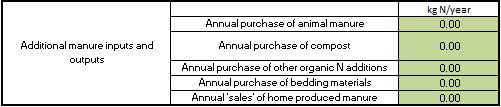 kg N/year
Additional manure inputs and
outputs
Annual purchase of animal manure 0.00
Annual purchase of compost 0.00
Annual purchase of other organic N additions 0.00
Annual purchase of bedding materials 0.00
Annual 'sales' of home produced manure 0.00